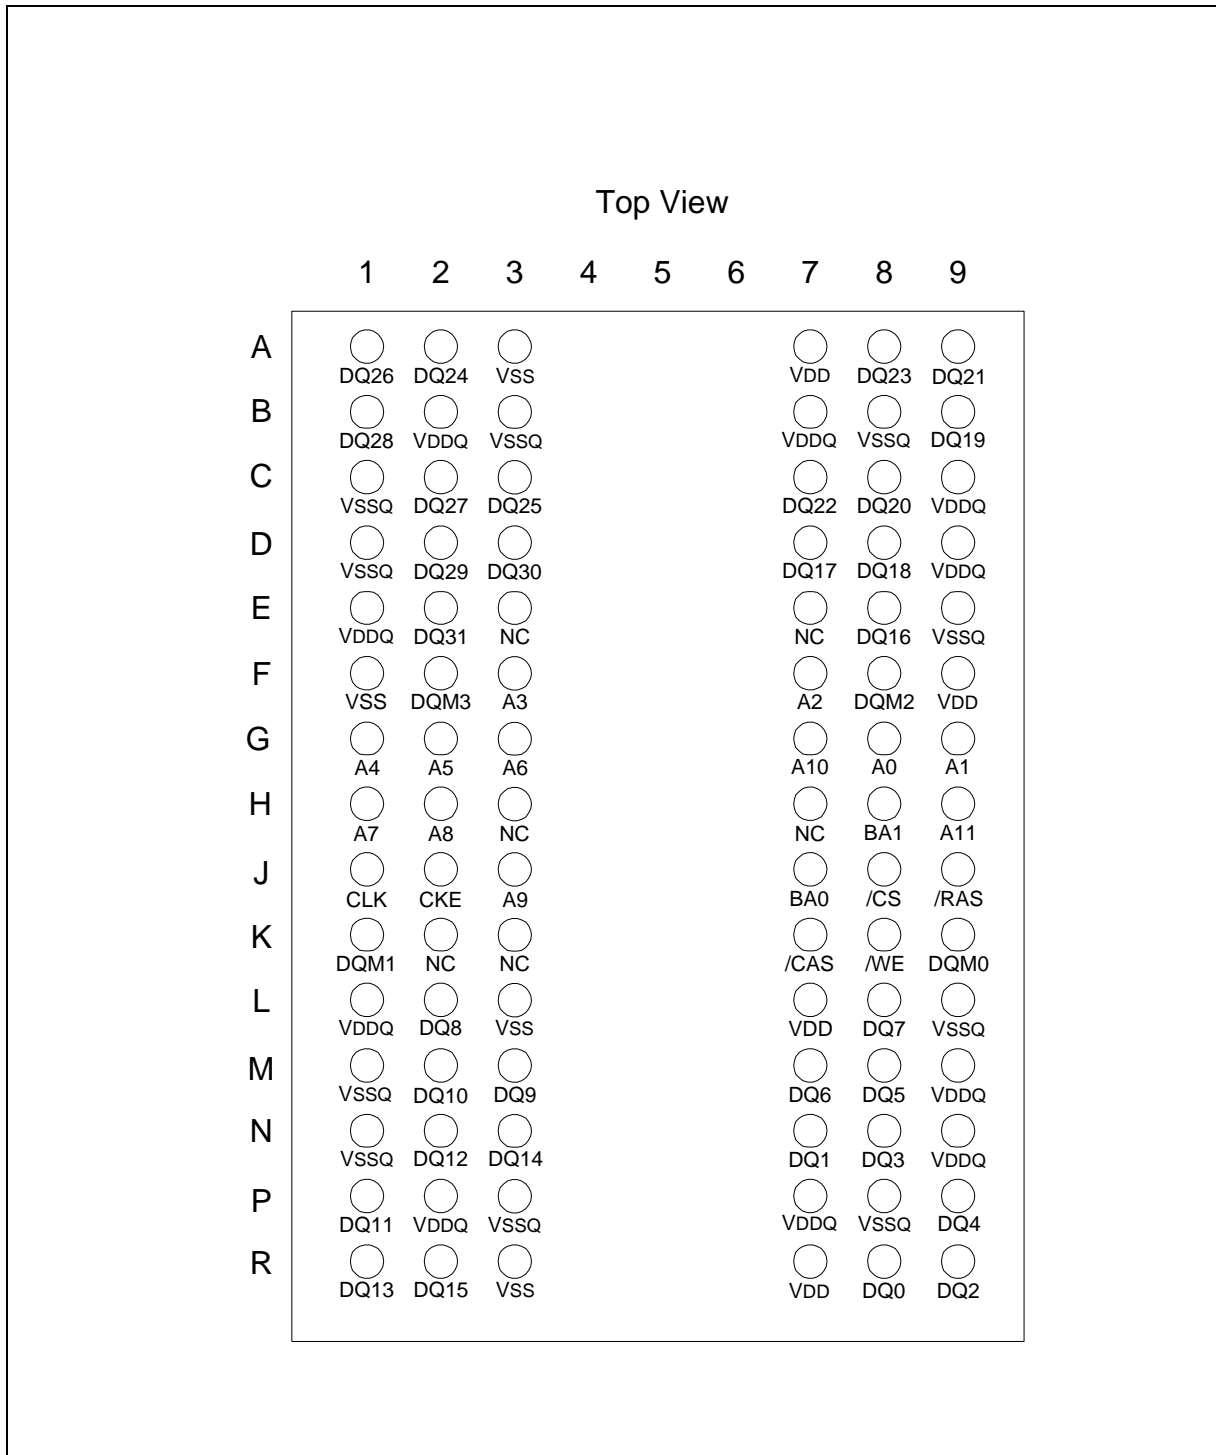 Top View
1 2 3 4 5 6 7 8 9
A
DQ26 DQ24 VSS VDD DQ23 DQ21
B
DQ28 VDDQ VSSQ VDDQ VSSQ DQ19
C
VSSQ DQ27 DQ25 DQ22 DQ20 VDDQ
D
VSSQ DQ29 DQ30 DQ17 DQ18 VDDQ
E
VDDQ DQ31 NC NC DQ16 VSSQ
F
VSS DQM3 A3 A2 DQM2 VDD
G
A4 A5 A6 A10 A0 A1
H
A7 A8 NC NC BA1 A11
J
CLK CKE A9 BA0 /CS /RAS
K
DQM1 NC NC /CAS /WE DQM0
L
VDDQ DQ8 VSS VDD DQ7 VSSQ
M
VSSQ DQ10 DQ9 DQ6 DQ5 VDDQ
N
VSSQ DQ12 DQ14 DQ1 DQ3 VDDQ
P
DQ11 VDDQ VSSQ VDDQ VSSQ DQ4
R
DQ13 DQ15 VSS VDD DQ0 DQ2